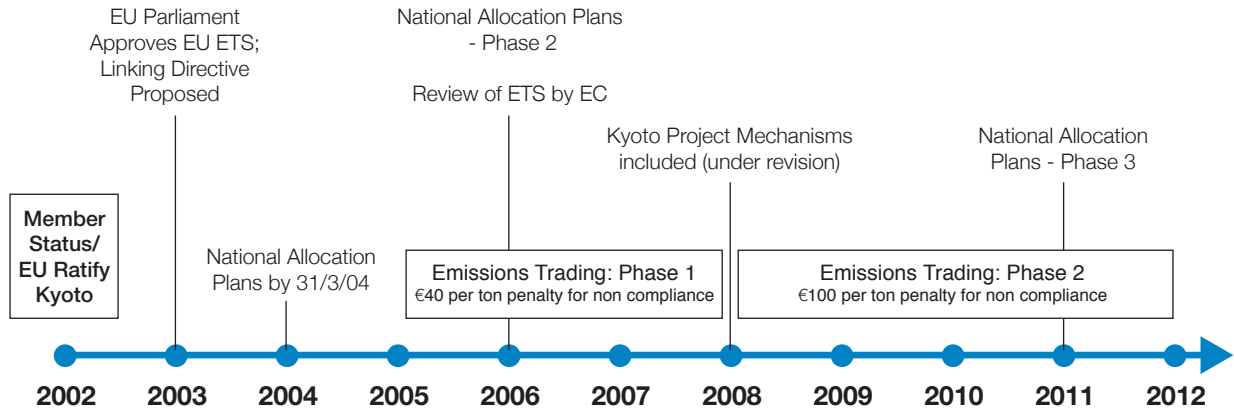 EU Parliament
Approves EU ETS;
Linking Directive
Proposed
National Allocation Plans
- Phase 2
Review of ETS by EC
Kyoto Project Mechanisms
included (under revision)
National Allocation
Plans - Phase 3
Member
Status/
EU Ratify
Kyoto
National Allocation
Plans by 31/3/04
Emissions Trading: Phase 1
€40 per ton penalty for non compliance
Emissions Trading: Phase 2
€100 per ton penalty for non compliance
2002 2003 2004 2005 2006 2007 2008 2009 2010 2011 2012